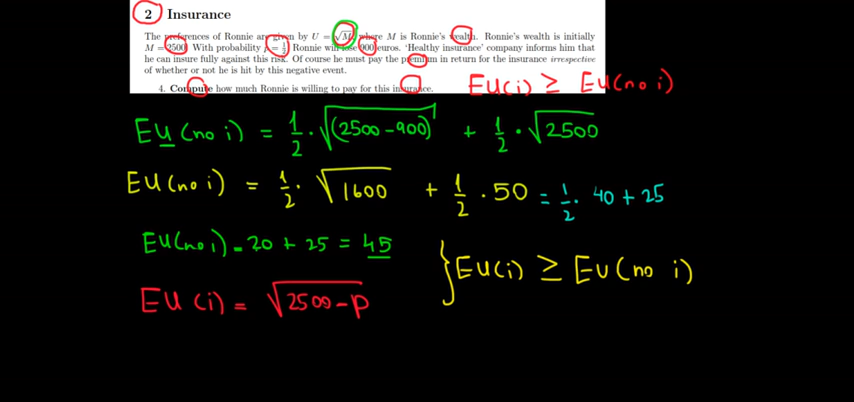 2 Insurance
The preferences of Ronnie are given by U = √M, where M is Ronnie's wealth. Ronnie's wealth is initially
M = 2500. With probability p = 1/2 Ronnie will lose 900 euros. 'Healthy insurance' company informs him that
he can insure fully against this risk. Of course he must pay the premium in return for the insurance irrespective
of whether or not he is hit by this negative event.
4. Compute how much Ronnie is willing to pay for this insurance.
EU(i) ≥ EU(no i)
EU(no i) = 1/2 · √(2500-900) + 1/2 · √2500
EU(no i) = 1/2 · √1600 + 1/2 · 50 = 1/2 · 40 + 25
EU(no i) = 20 + 25 = 45
} EU(i) ≥ EU(no i)
EU(i) = √2500-p